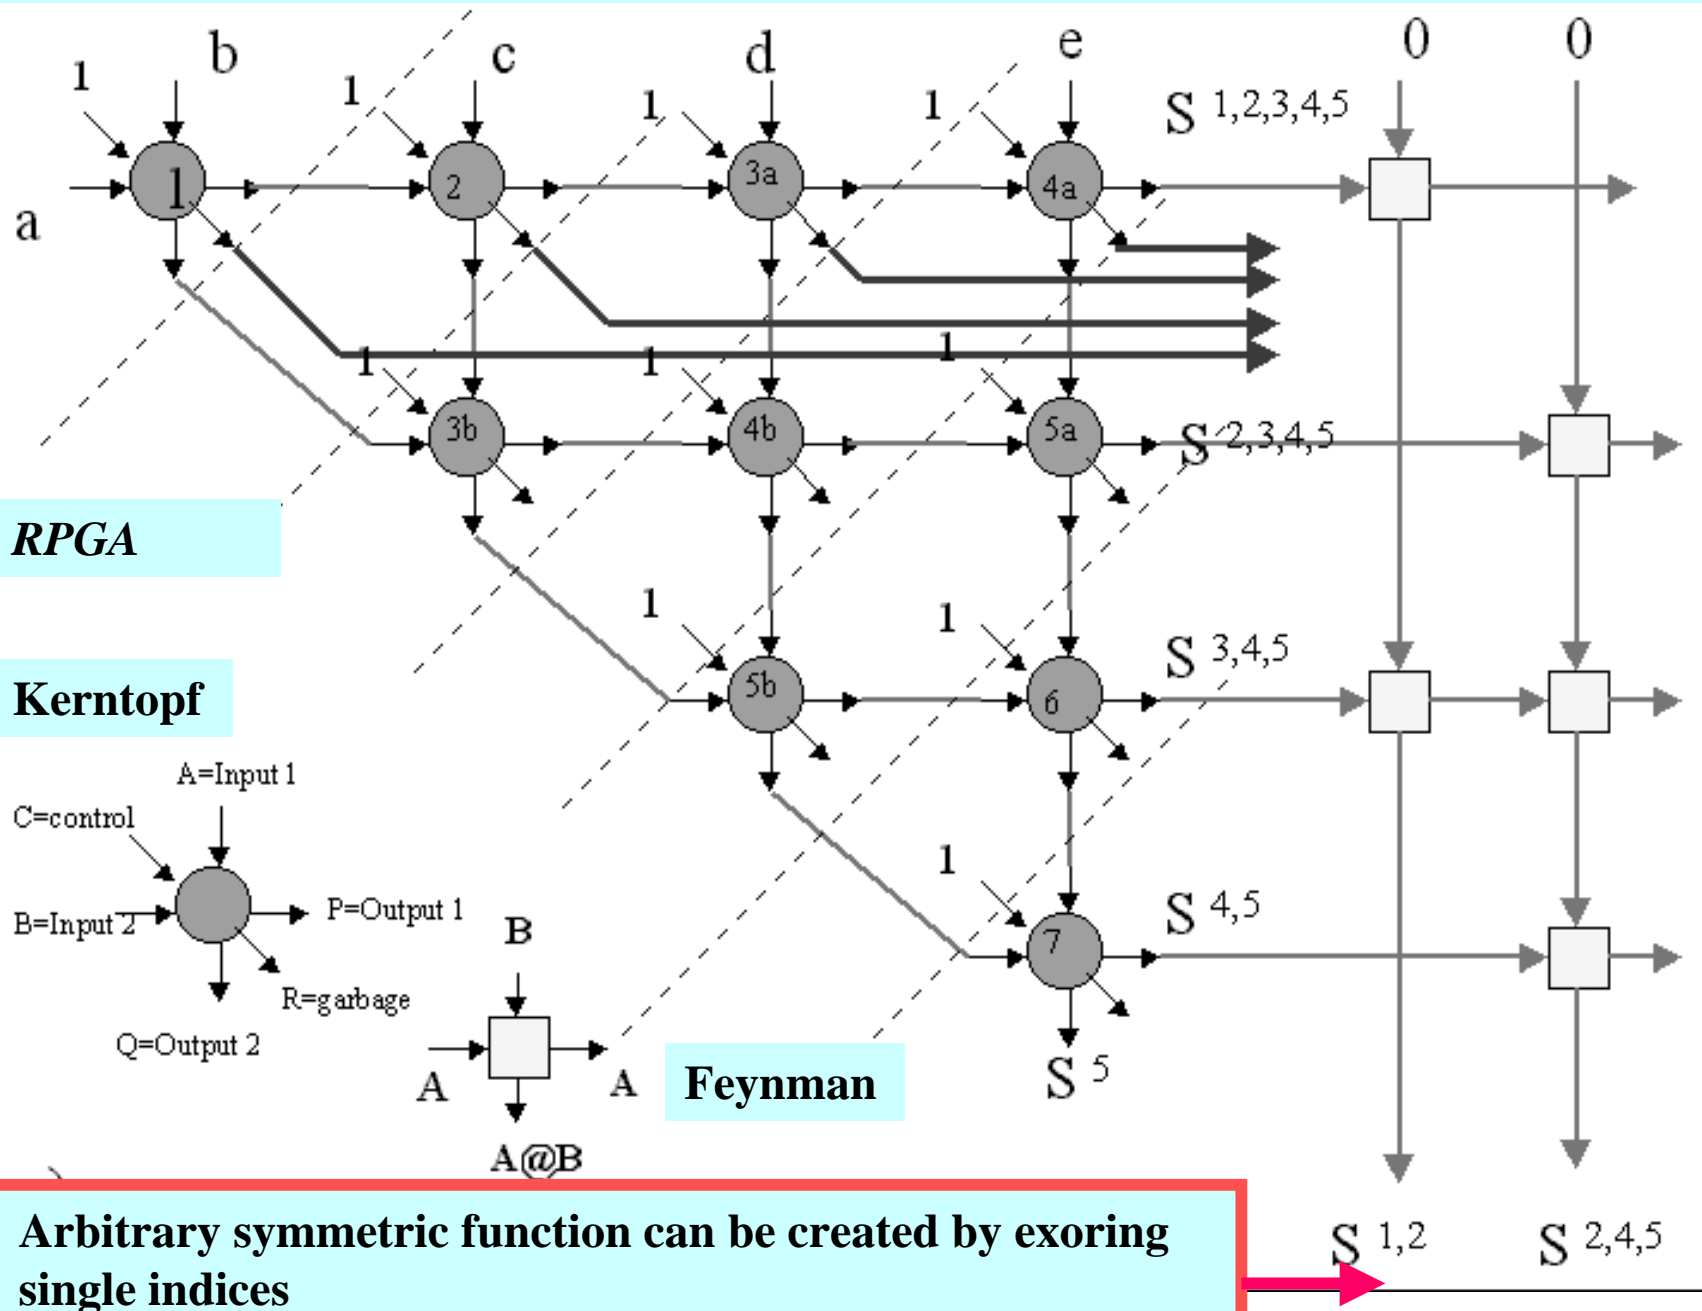 b c d e 0 0
1 1 1 1
S 1,2,3,4,5
a
1 2 3a 4a
1 1 1
3b 4b 5a
S 2,3,4,5
RPGA
1 1
S 3,4,5
Kerntopf
5b 6
A=Input 1
C=control
1
B=Input 2
P=Output 1
S 4,5
B
7
R=garbage
Q=Output 2
A A
Feynman
S 5
A@B
Arbitrary symmetric function can be created by exoring
single indices
S 1,2
S 2,4,5